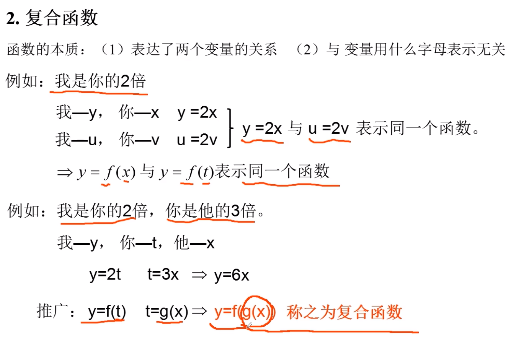 2. 复合函数
函数的本质：（1）表达了两个变量的关系 （2）与 变量用什么字母表示无关
例如：我是你的2倍
我—y， 你—x y =2x
我—u， 你—v u =2v
y =2x 与 u =2v 表示同一个函数。
⇒ y = f (x) 与 y = f (t)表示同一个函数
例如：我是你的2倍，你是他的3倍。
我—y， 你—t，他—x
y=2t t=3x ⇒ y=6x
推广：y=f(t) t=g(x)⇒ y=f(g(x)) 称之为复合函数